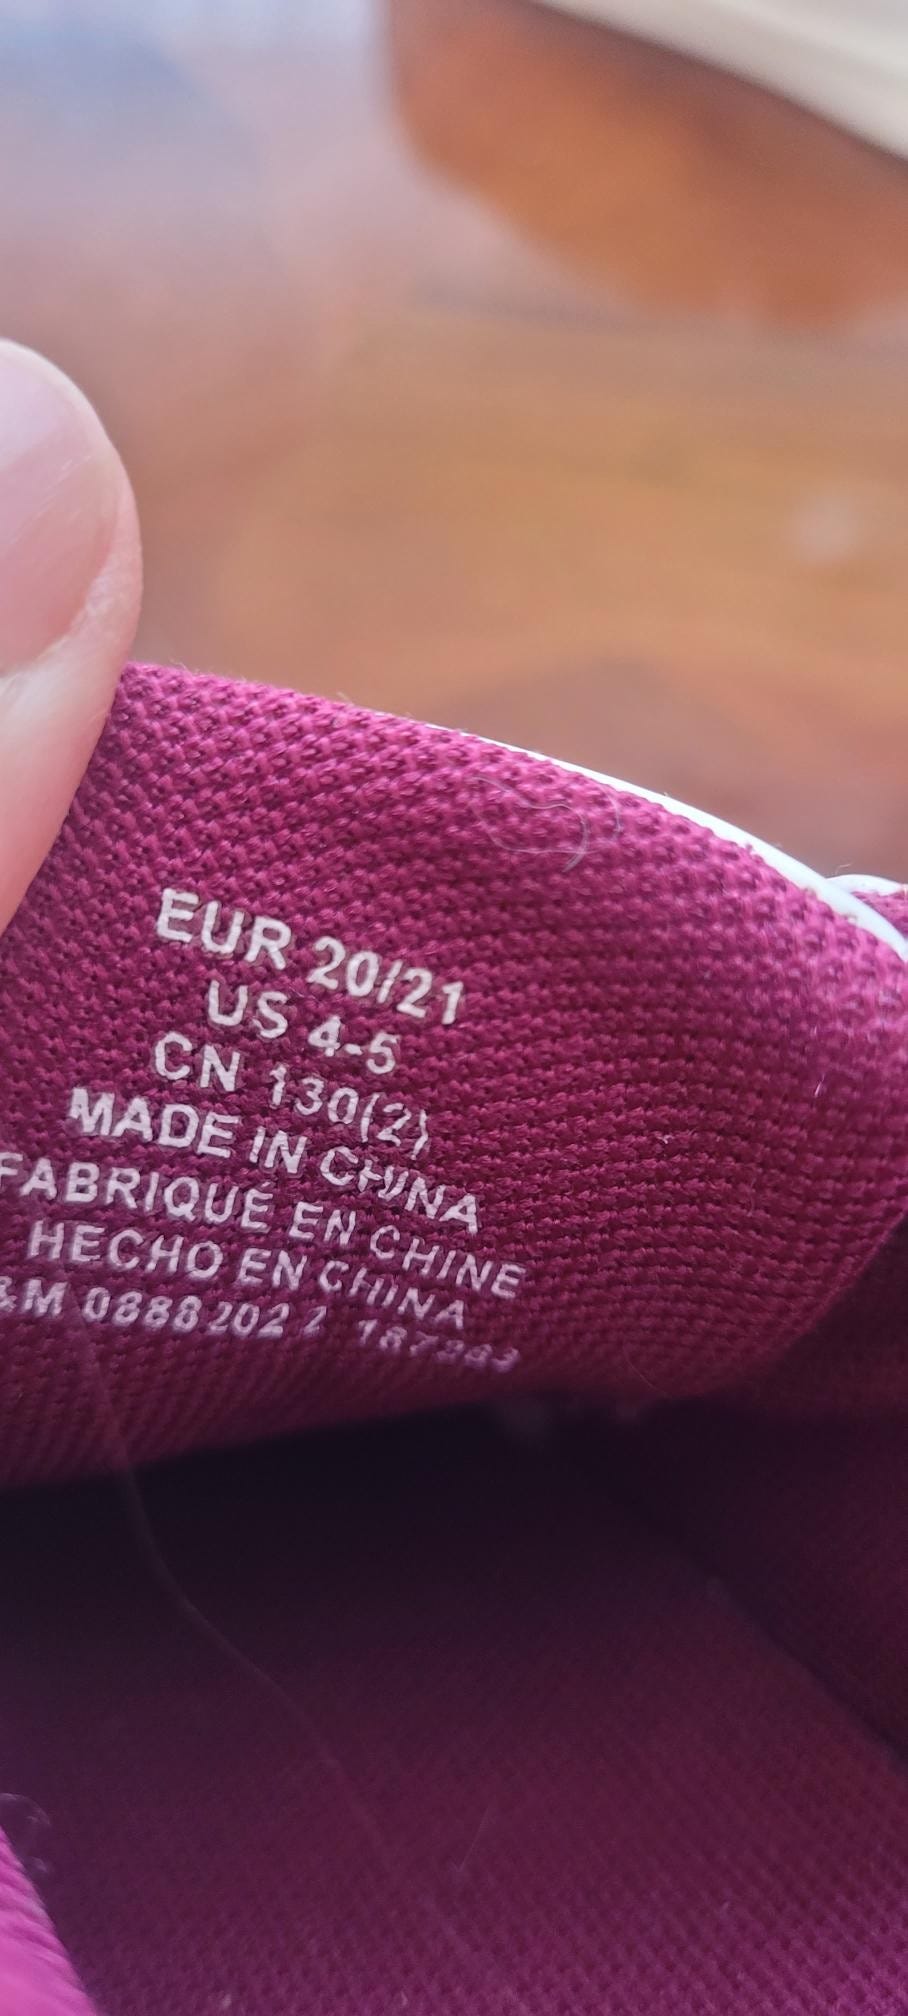 EUR 20/21
US 4-5
CN 130(2)
MADE IN CHINA
FABRIQUÉ EN CHINE
HECHO EN CHINA
&M 0888202 2